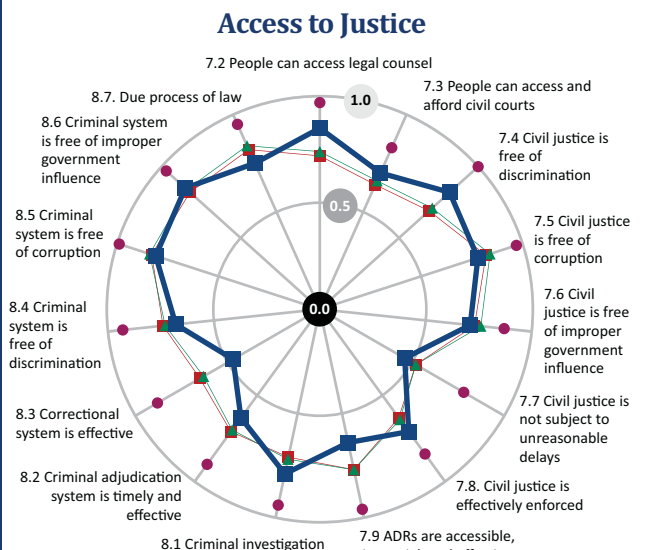 Access to Justice
7.2 People can access legal counsel
7.3 People can access and
afford civil courts
7.4 Civil justice is
free of
discrimination
7.5 Civil justice
is free of
corruption
7.6 Civil
justice is free
of improper
government
influence
7.7 Civil justice is
not subject to
unreasonable
delays
7.8. Civil justice is
effectively enforced
7.9 ADRs are accessible,
8.1 Criminal investigation
8.2 Criminal adjudication
system is timely and
effective
8.3 Correctional
system is effective
8.4 Criminal
system is
free of
discrimination
8.5 Criminal
system is free
of corruption
8.6 Criminal system
is free of improper
government
influence
8.7. Due process of law
1.0
0.5
0.0